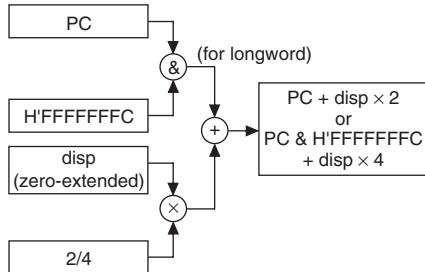 PC
(for longword)
&
H'FFFFFFFC
+
PC + disp × 2
or
PC & H'FFFFFFFC
+ disp × 4
disp
(zero-extended)
×
2/4